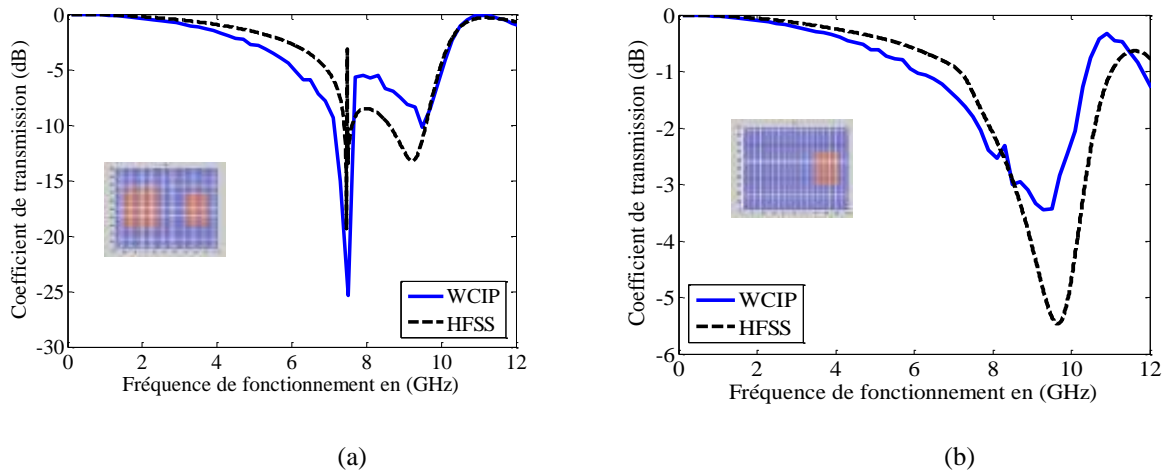 Coefficient de transmission (dB)
0
-5
-10
-15
-20
-25
-30
0 2 4 6 8 10 12
WCIP
HFSS
Fréquence de fonctionnement en (GHz)
(a)
Coefficient de transmission (dB)
0
-1
-2
-3
-4
-5
-6
0 2 4 6 8 10 12
WCIP
HFSS
Fréquence de fonctionnement en (GHz)
(b)